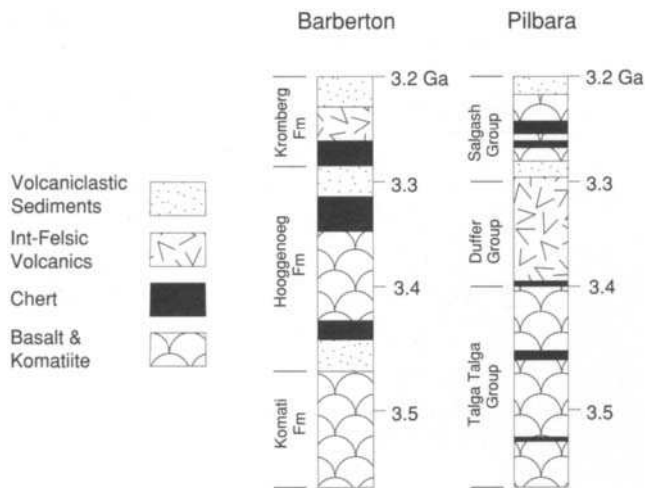 Barberton
Pilbara
3.2 Ga
3.2 Ga
Kromberg
Fm
Salgash
Group
Volcaniclastic
Sediments
3.3
3.3
Int-Felsic
Volcanics
Hooggenoeg
Fm
Duffer
Group
Chert
3.4
3.4
Basalt &
Komatiite
Komati
Fm
Talga Talga
Group
3.5
3.5